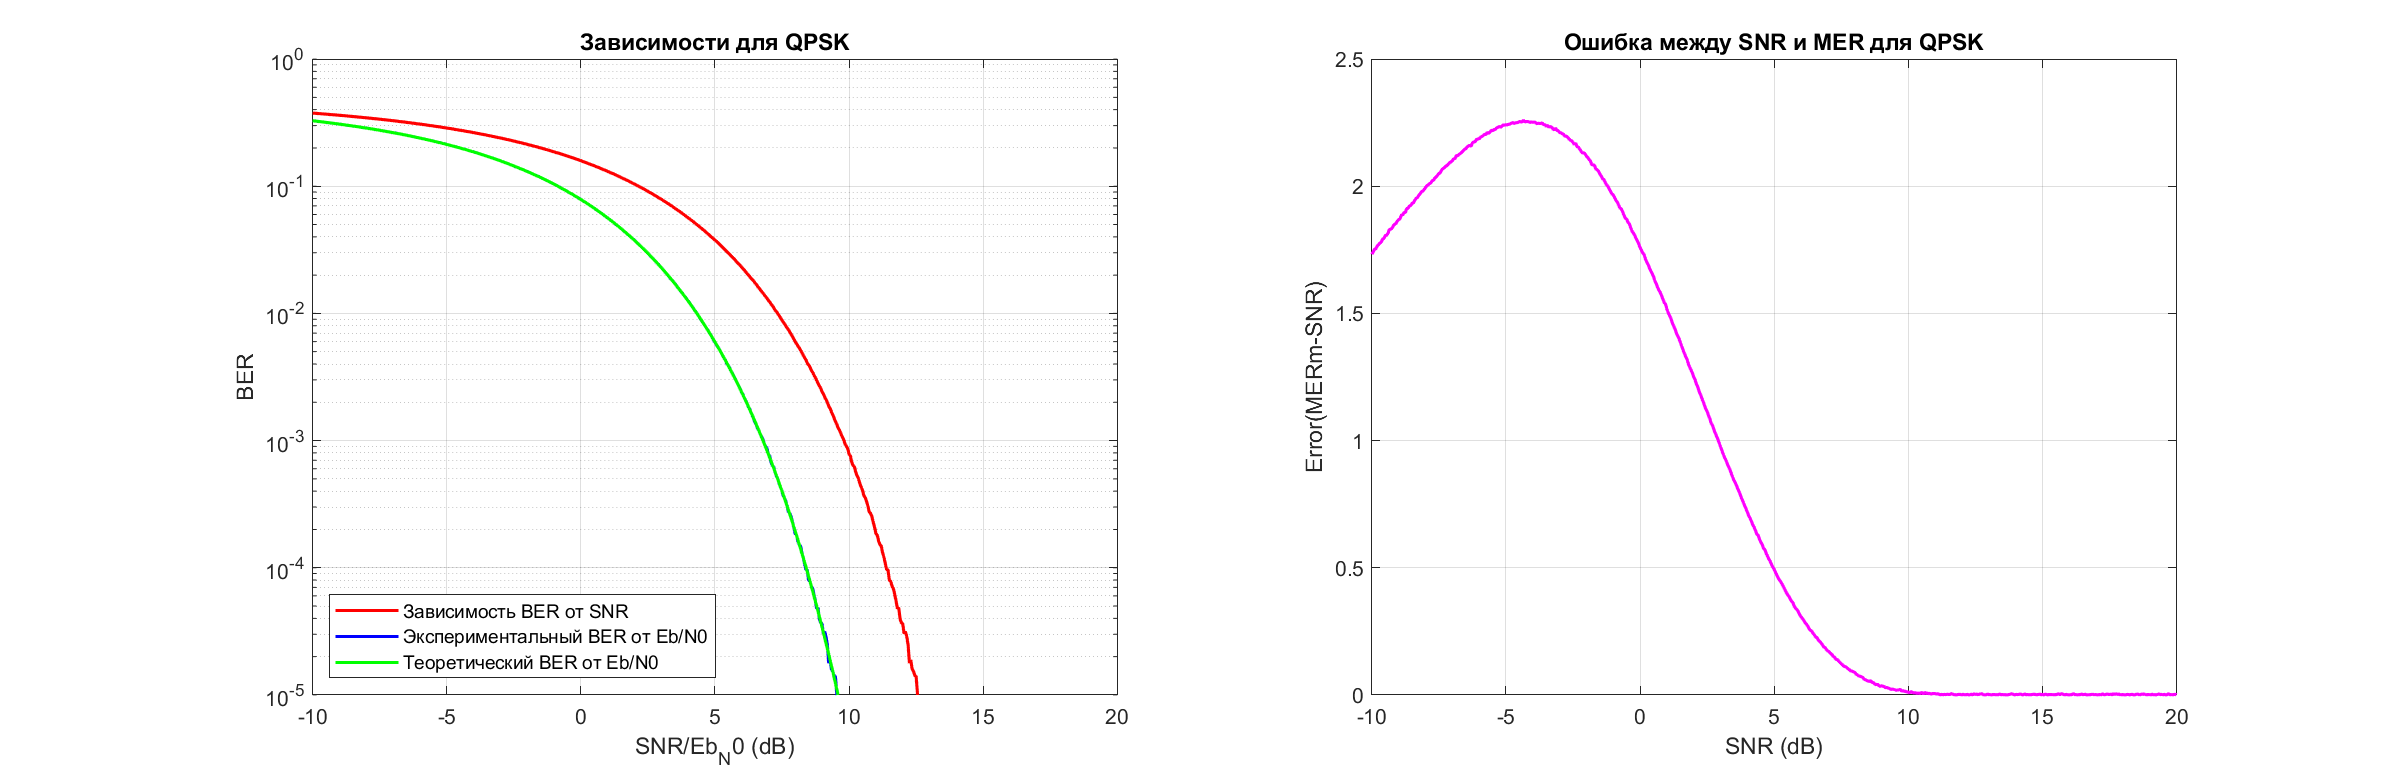 Зависимости для QPSK
10^0
10^-1
10^-2
10^-3
10^-4
10^-5
BER
Зависимость BER от SNR
Экспериментальный BER от Eb/N0
Теоретический BER от Eb/N0
-10 -5 0 5 10 15 20
SNR/Eb_N0 (dB)
Ошибка между SNR и MER для QPSK
2.5
2
1.5
1
0.5
0
Error(MERm-SNR)
-10 -5 0 5 10 15 20
SNR (dB)